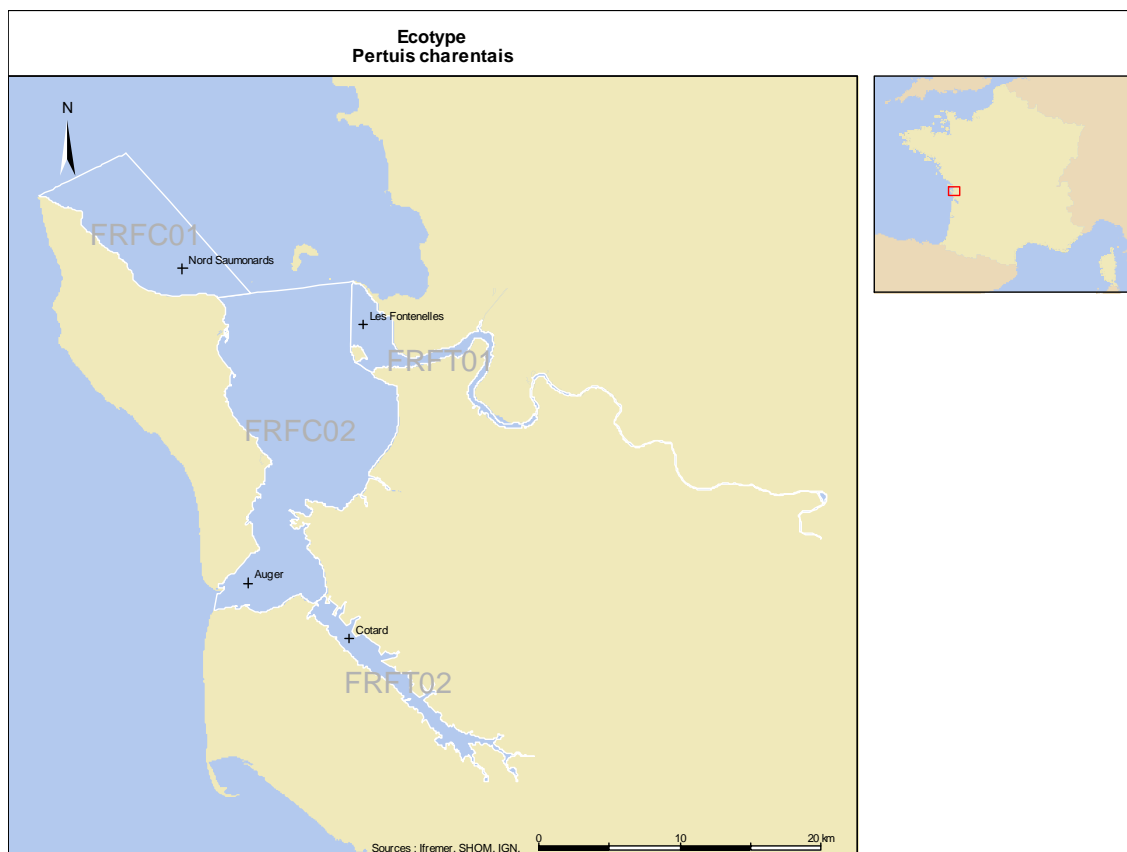 Ecotype
Pertuis charentais
N
FRFC01
Nord Saumonards
Les Fontenelles
FRFT01
FRFC02
Auger
Cotard
FRFT02
0 10 20 km
Sources : Ifremer, SHOM, IGN.